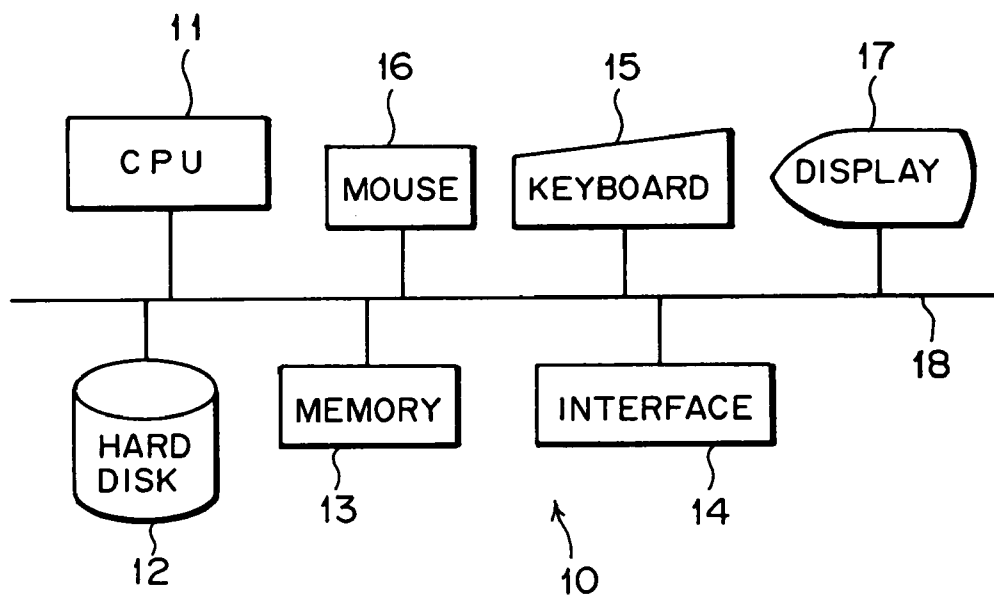 11
16
15
17
CPU
MOUSE
KEYBOARD
DISPLAY
18
HARD
DISK
MEMORY
INTERFACE
12
13
14
10